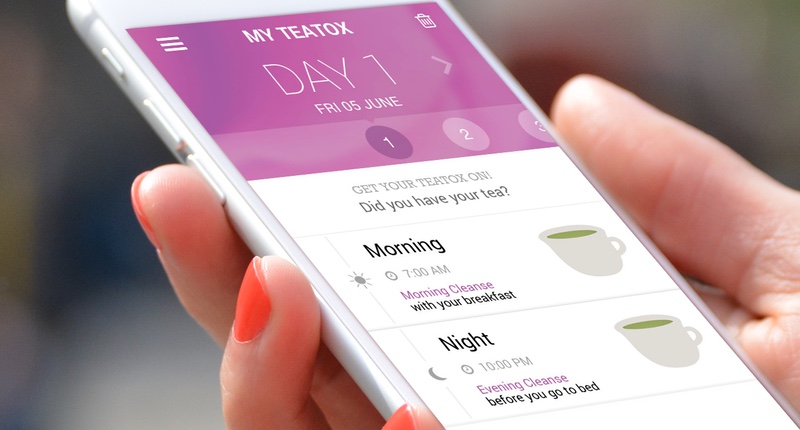 MY TEATOX
DAY 1
FRI 05 JUNE
1 2 3
GET YOUR TEATOX ON!
Did you have your tea?
Morning
7:00 AM
Morning Cleanse
with your breakfast
Night
10:00 PM
Evening Cleanse
before you go to bed